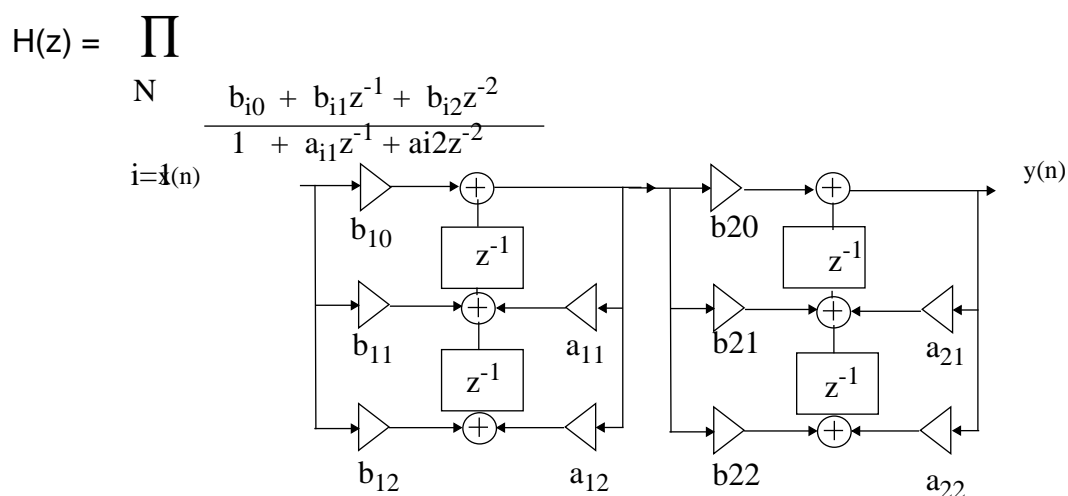 H(z) = ∏
N
b_{i0} + b_{i1}z^{-1} + b_{i2}z^{-2}
1 + a_{i1}z^{-1} + ai2z^{-2}
i=1 x(n) y(n)
b_{10} b20
z^{-1} z^{-1}
+ +
b_{11} a_{11} b21 a_{21}
z^{-1} z^{-1}
+ +
b_{12} a_{12} b22 a_{22}
+ +